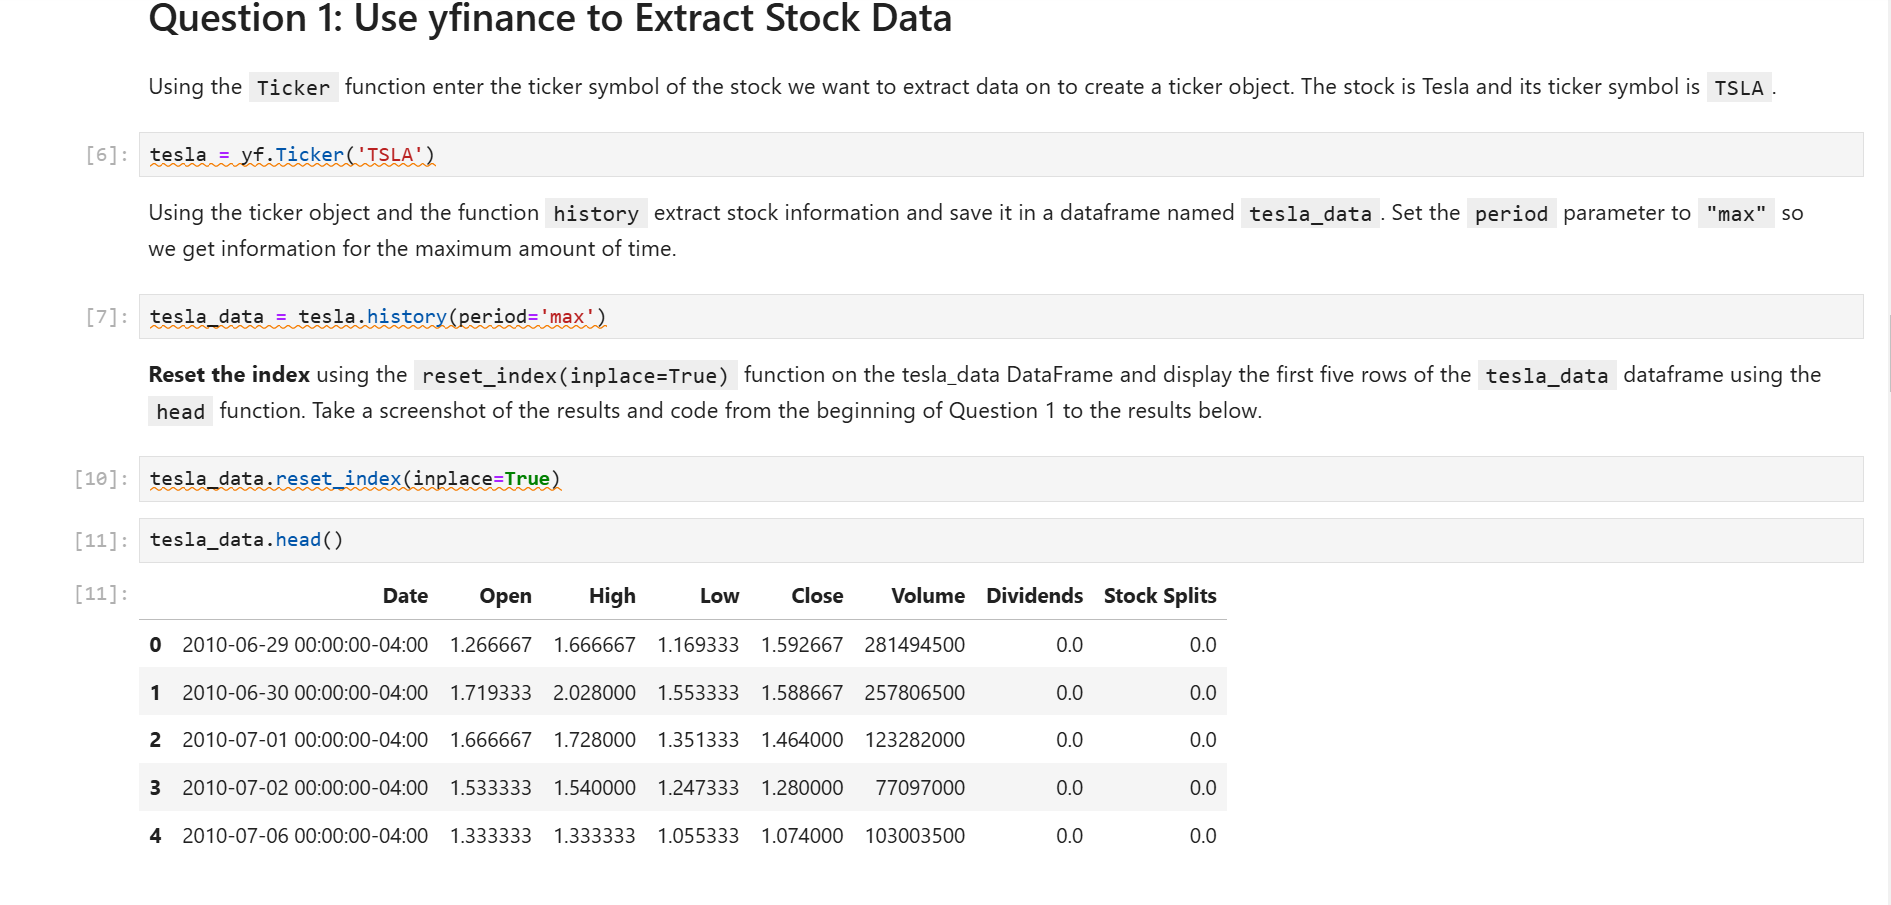 Question 1: Use yfinance to Extract Stock Data
Using the Ticker function enter the ticker symbol of the stock we want to extract data on to create a ticker object. The stock is Tesla and its ticker symbol is TSLA.
[6]: tesla = yf.Ticker('TSLA')
Using the ticker object and the function history extract stock information and save it in a dataframe named tesla_data. Set the period parameter to "max" so
we get information for the maximum amount of time.
[7]: tesla_data = tesla.history(period='max')
Reset the index using the reset_index(inplace=True) function on the tesla_data DataFrame and display the first five rows of the tesla_data dataframe using the
head function. Take a screenshot of the results and code from the beginning of Question 1 to the results below.
[10]: tesla_data.reset_index(inplace=True)
[11]: tesla_data.head()
[11]: Date Open High Low Close Volume Dividends Stock Splits
0 2010-06-29 00:00:00-04:00 1.266667 1.666667 1.169333 1.592667 281494500 0.0 0.0
1 2010-06-30 00:00:00-04:00 1.719333 2.028000 1.553333 1.588667 257806500 0.0 0.0
2 2010-07-01 00:00:00-04:00 1.666667 1.728000 1.351333 1.464000 123282000 0.0 0.0
3 2010-07-02 00:00:00-04:00 1.533333 1.540000 1.247333 1.280000 77097000 0.0 0.0
4 2010-07-06 00:00:00-04:00 1.333333 1.333333 1.055333 1.074000 103003500 0.0 0.0